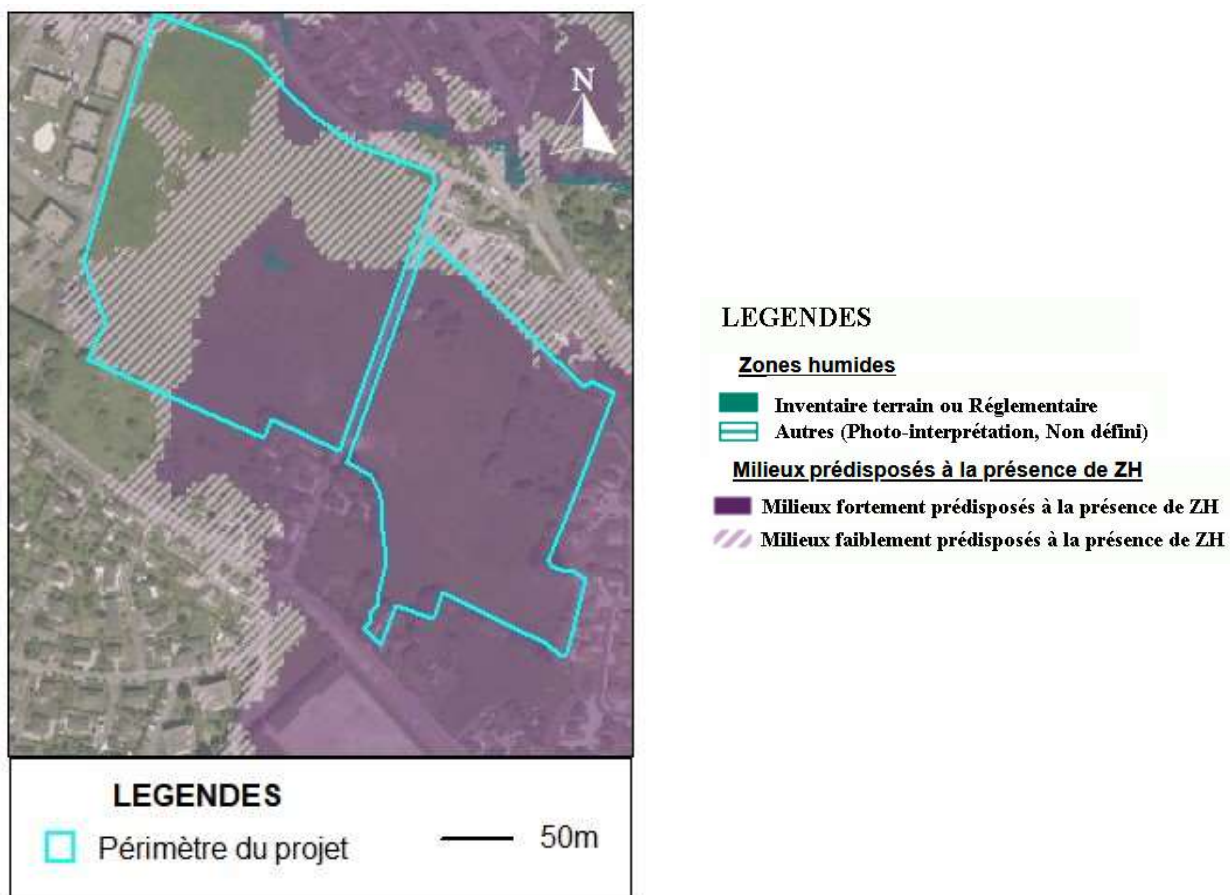 N
LEGENDES
Périmètre du projet
50m
LEGENDES
Zones humides
Inventaire terrain ou Réglementaire
Autres (Photo-interprétation, Non défini)
Milieux prédisposés à la présence de ZH
Milieux fortement prédisposés à la présence de ZH
Milieux faiblement prédisposés à la présence de ZH